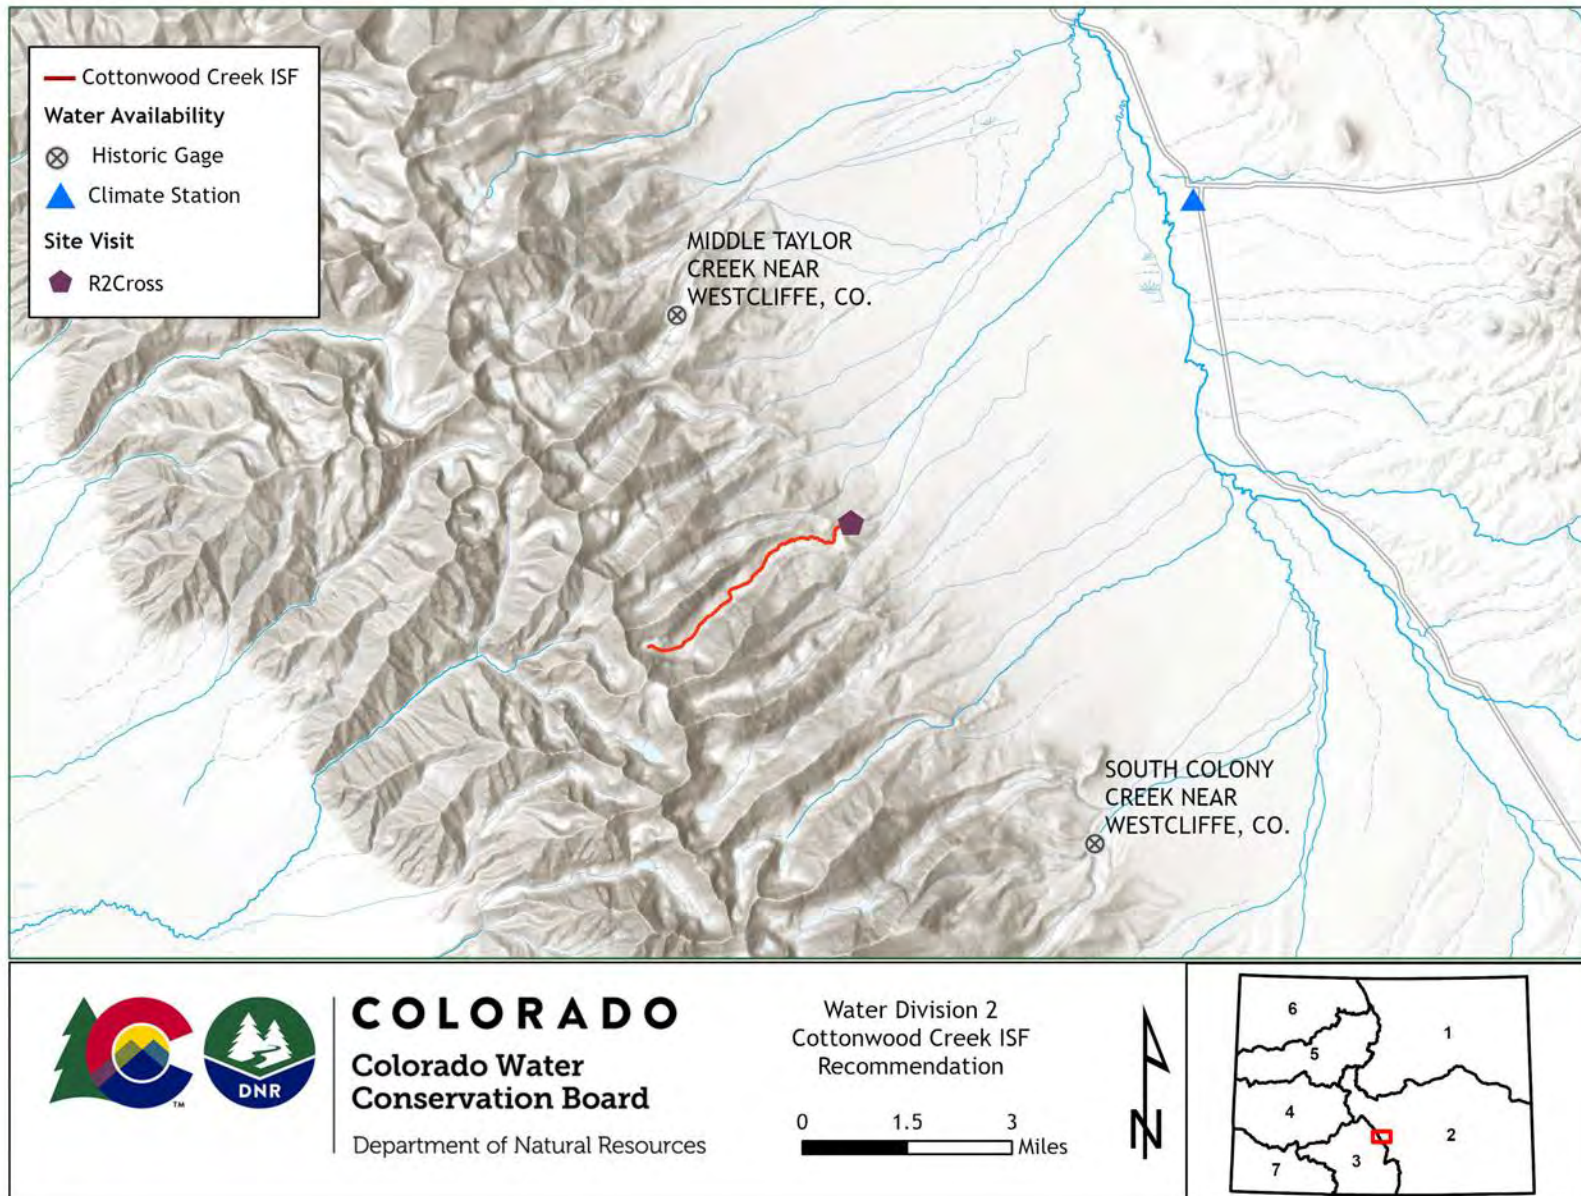 Cottonwood Creek ISF
Water Availability
Historic Gage
Climate Station
Site Visit
R2Cross
MIDDLE TAYLOR
CREEK NEAR
WESTCLIFFE, CO.
SOUTH COLONY
CREEK NEAR
WESTCLIFFE, CO.
DNR
TM
COLORADO
Colorado Water
Conservation Board
Department of Natural Resources
Water Division 2
Cottonwood Creek ISF
Recommendation
0 1.5 3
Miles
N
6
1
5
4
2
3
7